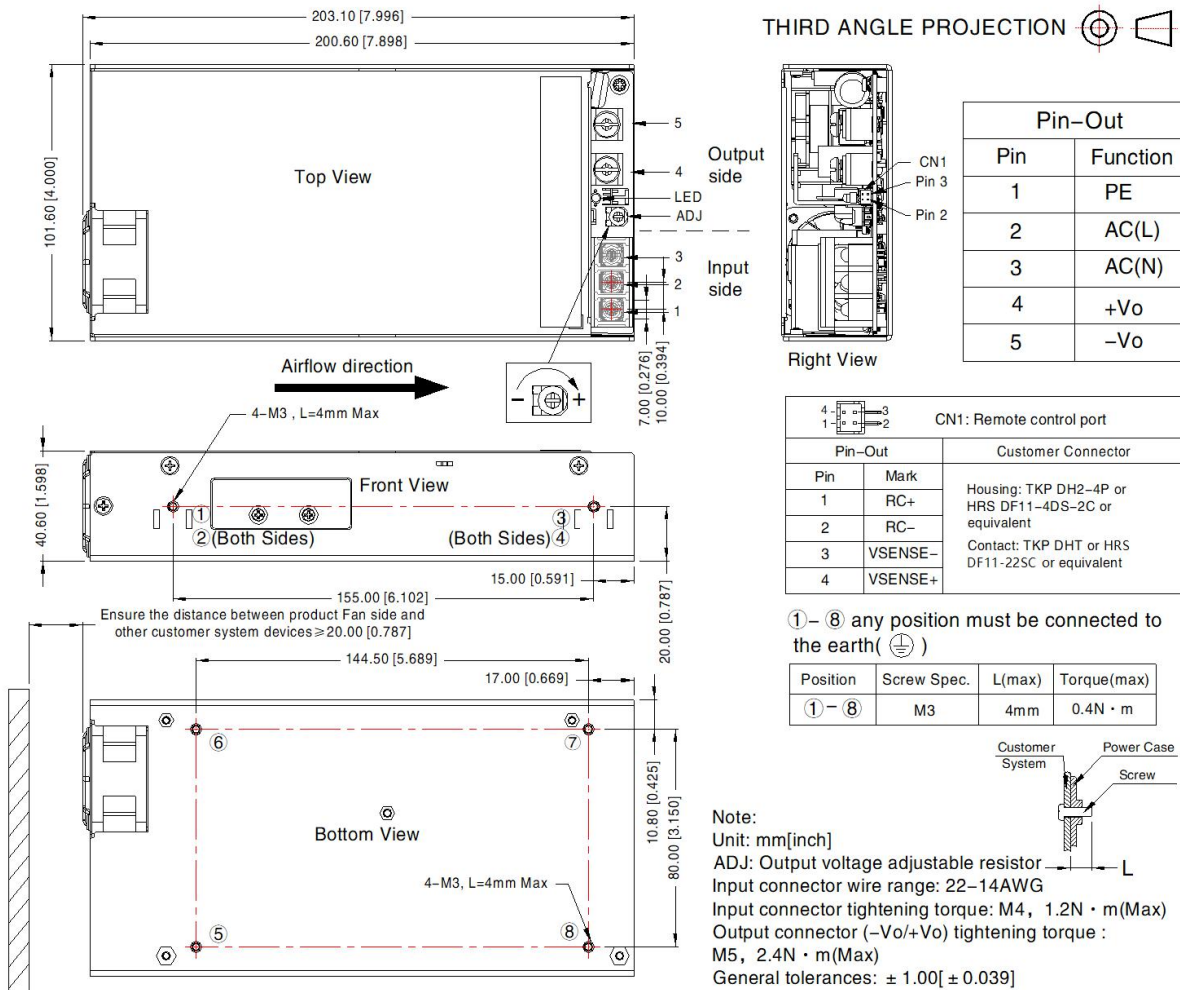 203.10 [7.996]
200.60 [7.898]
THIRD ANGLE PROJECTION
101.60 [4.000]
Top View
5
4
LED
ADJ
3
2
1
Output
side
Input
side
7.00 [0.276]
10.00 [0.394]
Airflow direction
- +
CN1
Pin 3
Pin 2
Right View
Pin-Out
Pin Function
1 PE
2 AC(L)
3 AC(N)
4 +Vo
5 -Vo
4-M3 , L=4mm Max
40.60 [1.598]
Front View
①
② (Both Sides)
③
(Both Sides) ④
15.00 [0.591]
155.00 [6.102]
20.00 [0.787]
4 3
1 2
CN1: Remote control port
Pin-Out
Customer Connector
Pin Mark
1 RC+
2 RC-
3 VSENSE-
4 VSENSE+
Housing: TKP DH2-4P or
HRS DF11-4DS-2C or
equivalent
Contact: TKP DHT or HRS
DF11-22SC or equivalent
Ensure the distance between product Fan side and
other customer system devices≥20.00 [0.787]
①- ⑧ any position must be connected to
the earth( )
Position Screw Spec. L(max) Torque(max)
①-⑧ M3 4mm 0.4N · m
144.50 [5.689]
17.00 [0.669]
⑥
⑦
10.80 [0.425]
80.00 [3.150]
Bottom View
4-M3, L=4mm Max
⑤
⑧
Customer
System
Power Case
Screw
L
Note:
Unit: mm[inch]
ADJ: Output voltage adjustable resistor
Input connector wire range: 22-14AWG
Input connector tightening torque: M4, 1.2N · m(Max)
Output connector (-Vo/+Vo) tightening torque :
M5, 2.4N · m(Max)
General tolerances: ± 1.00[ ± 0.039]